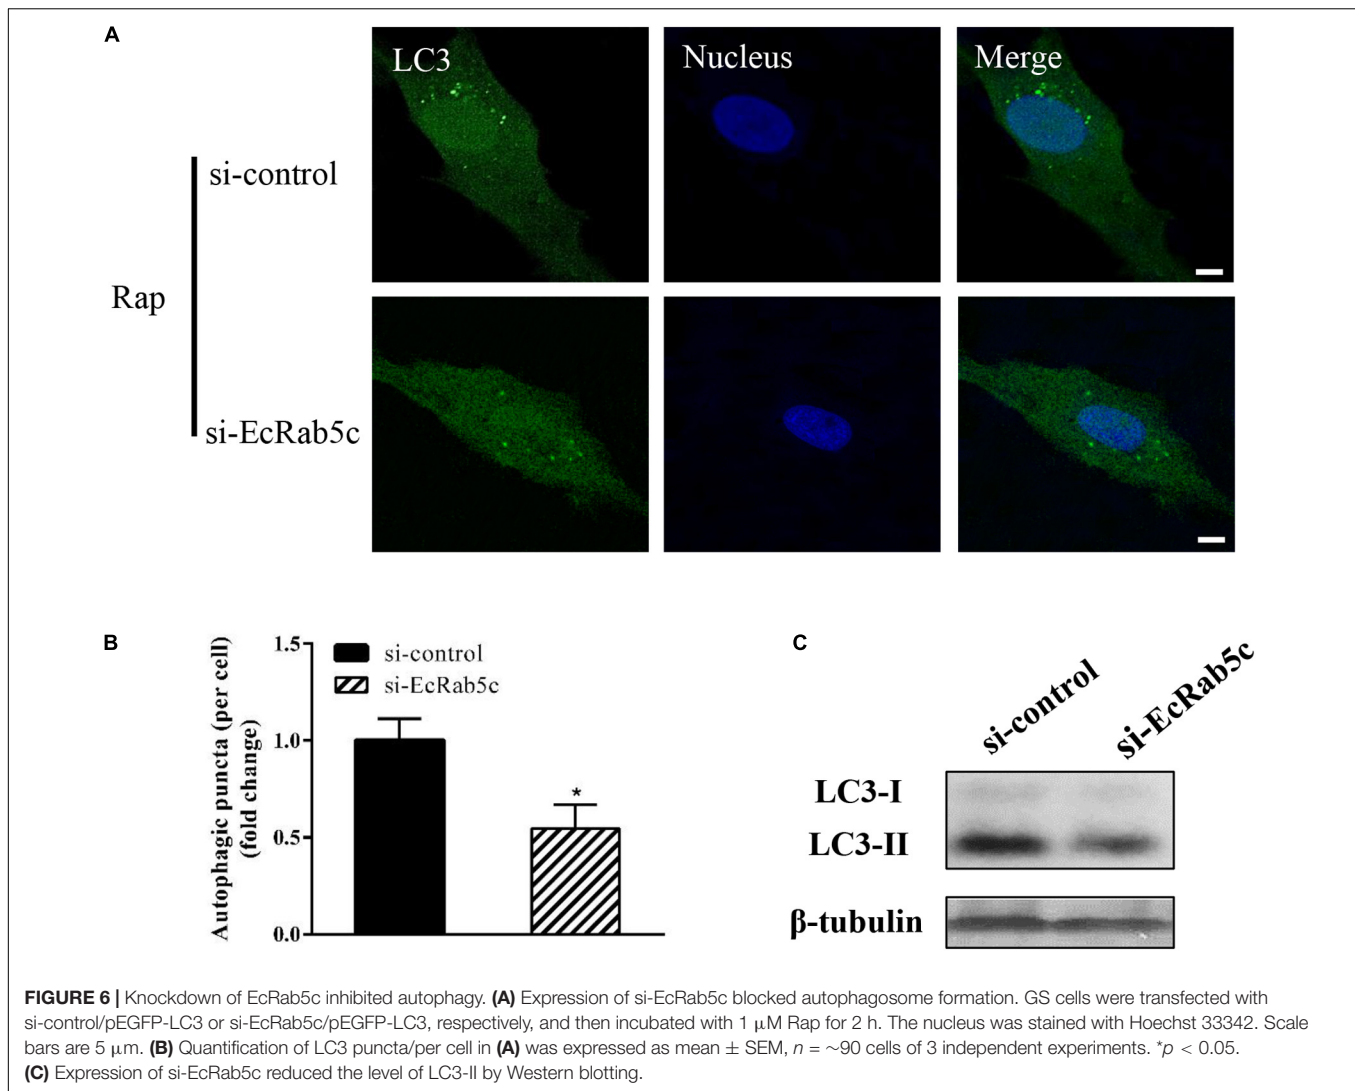 A
LC3
Nucleus
Merge
si-control
Rap
si-EcRab5c
B
Autophagic puncta (per cell)
(fold change)
1.5
1.0
0.5
0.0
si-control
si-EcRab5c
*
C
si-control
si-EcRab5c
LC3-I
LC3-II
β-tubulin
FIGURE 6 | Knockdown of EcRab5c inhibited autophagy. (A) Expression of si-EcRab5c blocked autophagosome formation. GS cells were transfected with
si-control/pEGFP-LC3 or si-EcRab5c/pEGFP-LC3, respectively, and then incubated with 1 μM Rap for 2 h. The nucleus was stained with Hoechst 33342. Scale
bars are 5 μm. (B) Quantification of LC3 puncta/per cell in (A) was expressed as mean ± SEM, n = ~90 cells of 3 independent experiments. *p < 0.05.
(C) Expression of si-EcRab5c reduced the level of LC3-II by Western blotting.